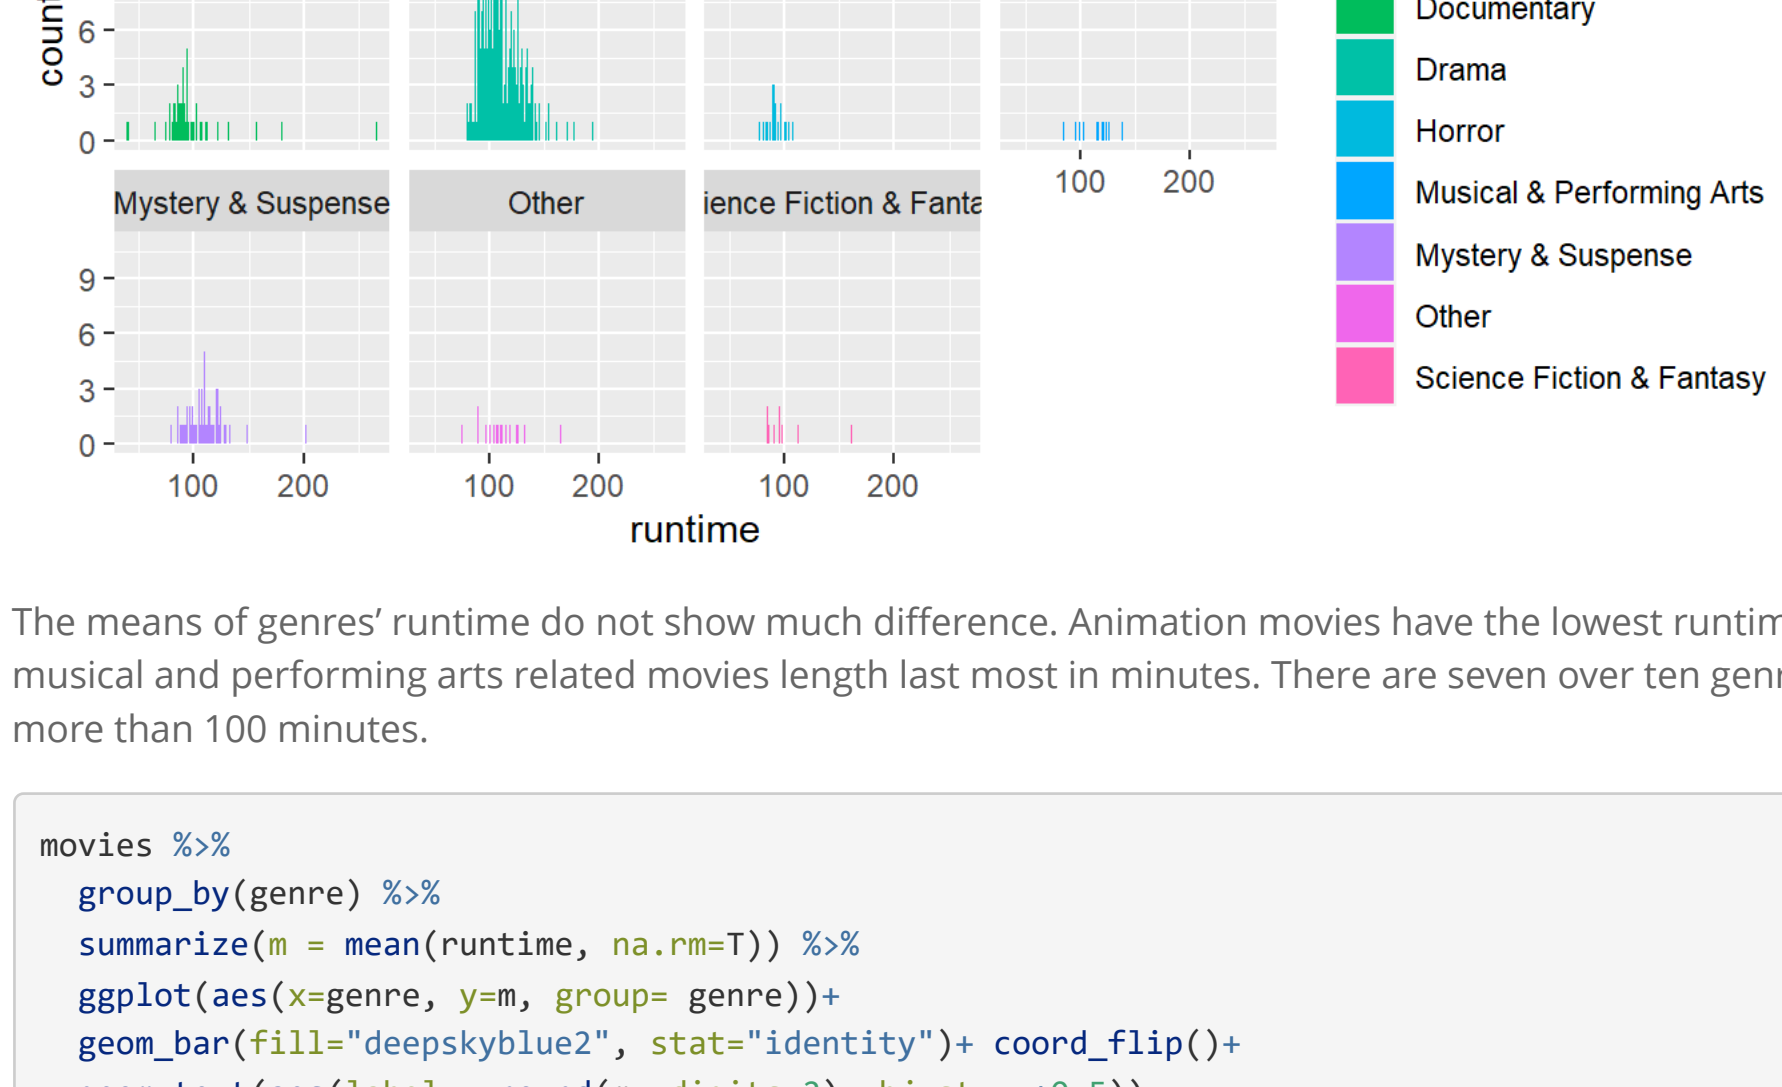 count
6
3
0
100 200
Documentary
Drama
Horror
Musical & Performing Arts
Mystery & Suspense
Other
Science Fiction & Fantasy
Mystery & Suspense Other ience Fiction & Fanta
9
6
3
0
100 200 100 200 100 200
runtime
The means of genres’ runtime do not show much difference. Animation movies have the lowest
musical and performing arts related movies length last most in minutes. There are seven over ten
more than 100 minutes.
movies %>%
group_by(genre) %>%
summarize(m = mean(runtime, na.rm=T)) %>%
ggplot(aes(x=genre, y=m, group= genre))+
geom_bar(fill="deepskyblue2", stat="identity")+ coord_flip()+